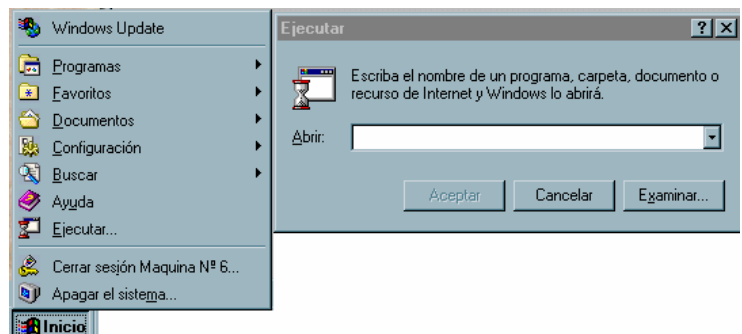 Windows Update
Programas
Favoritos
Documentos
Configuración
Buscar
Ayuda
Ejecutar...
Cerrar sesión Maquina Nº 6...
Apagar el sistema...
Inicio
Ejecutar
Escriba el nombre de un programa, carpeta, documento o
recurso de Internet y Windows lo abrirá.
Abrir:
Aceptar Cancelar Examinar...